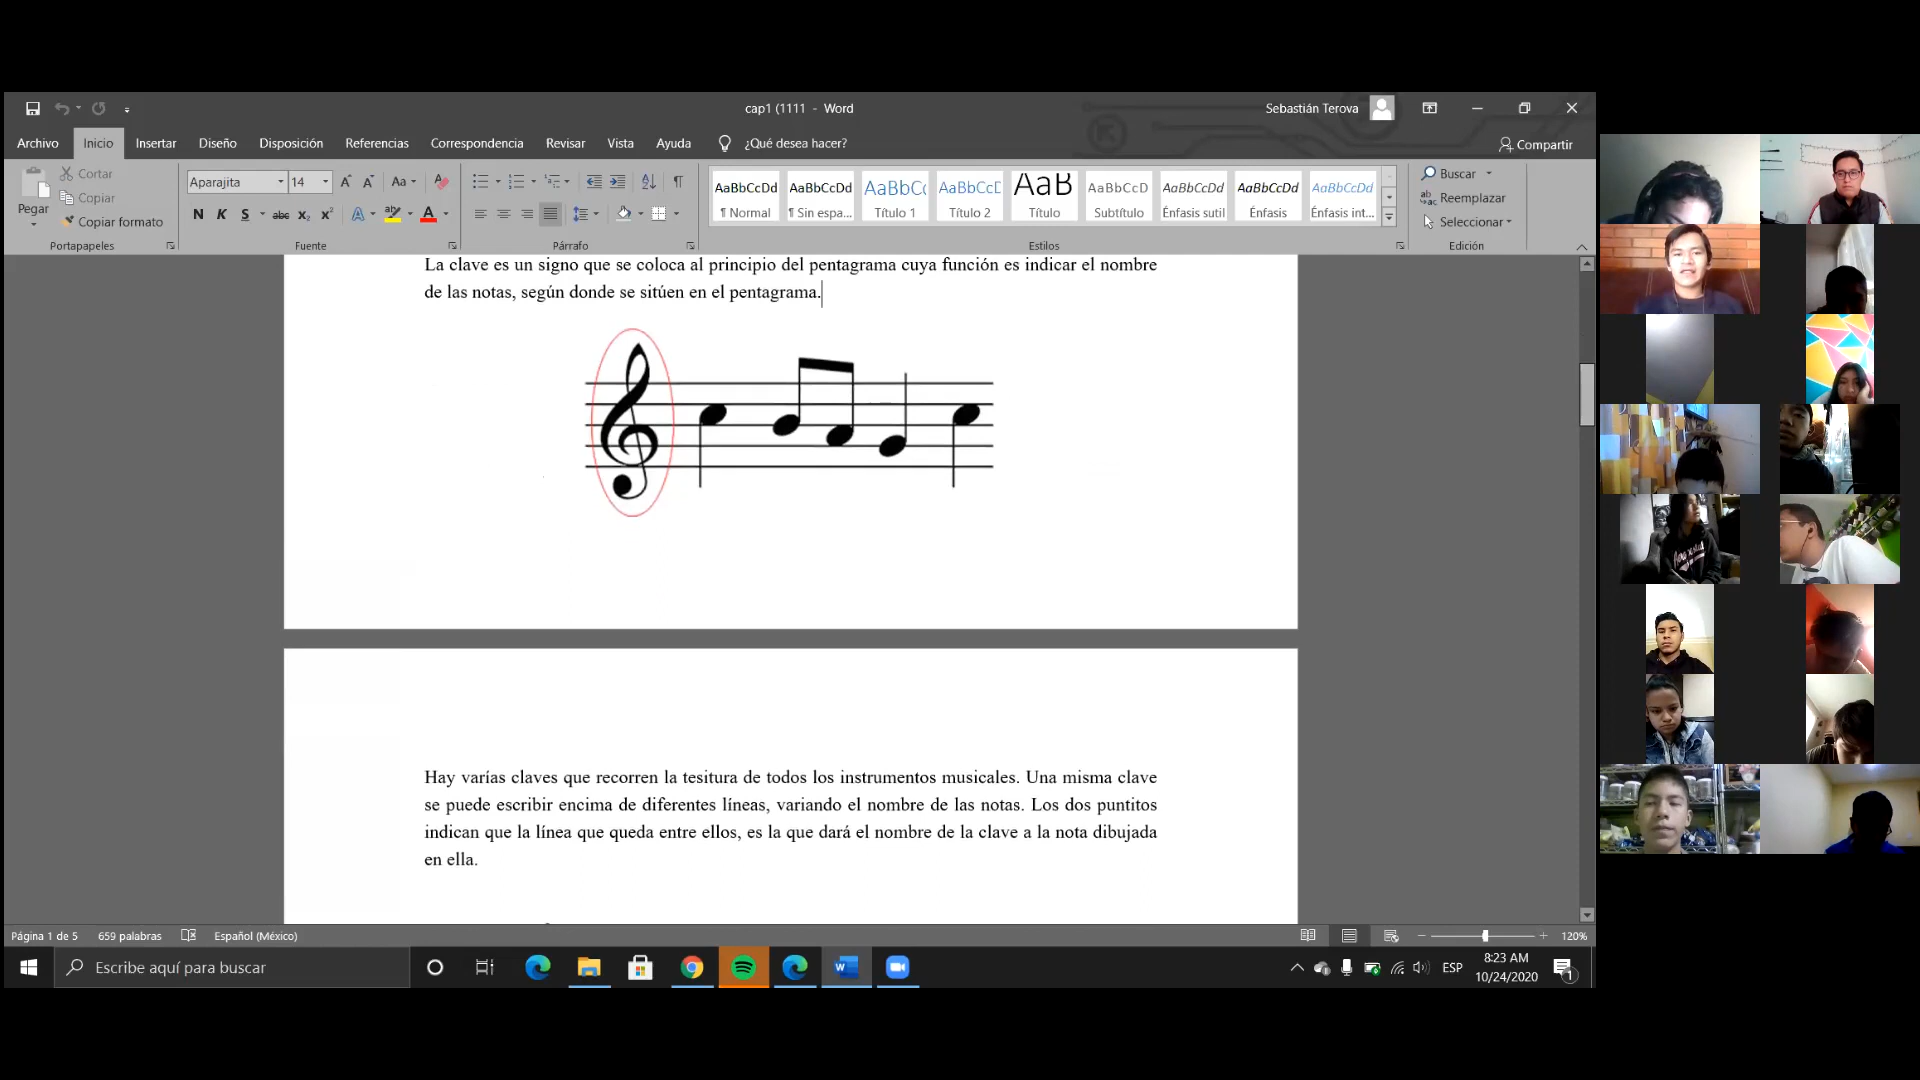 cap1 (1111 - Word
Sebastián Terova
Archivo Inicio Insertar Diseño Disposición Referencias Correspondencia Revisar Vista Ayuda ¿Qué desea hacer? Compartir
Pegar
Cortar
Copiar
Copiar formato
Portapapeles
Aparajita 14
Aa
N K S abc x₂ x² A A
Fuente
Párrafo
AaBbCcDd AaBbCcDd AaBbC AaBbCcE AaB AaBbCcD AaBbCcDd AaBbCcDd AaBbCcDd
¶ Normal ¶ Sin espa... Título 1 Título 2 Título Subtítulo Énfasis sutil Énfasis Énfasis int...
Estilos
Buscar
Reemplazar
Seleccionar
Edición
La clave es un signo que se coloca al principio del pentagrama cuya función es indicar el nombre
de las notas, según donde se sitúen en el pentagrama.
Hay varías claves que recorren la tesitura de todos los instrumentos musicales. Una misma clave
se puede escribir encima de diferentes líneas, variando el nombre de las notas. Los dos puntitos
indican que la línea que queda entre ellos, es la que dará el nombre de la clave a la nota dibujada
en ella.
Página 1 de 5 659 palabras Español (México) 120%
Escribe aquí para buscar
ESP
8:23 AM
10/24/2020
1